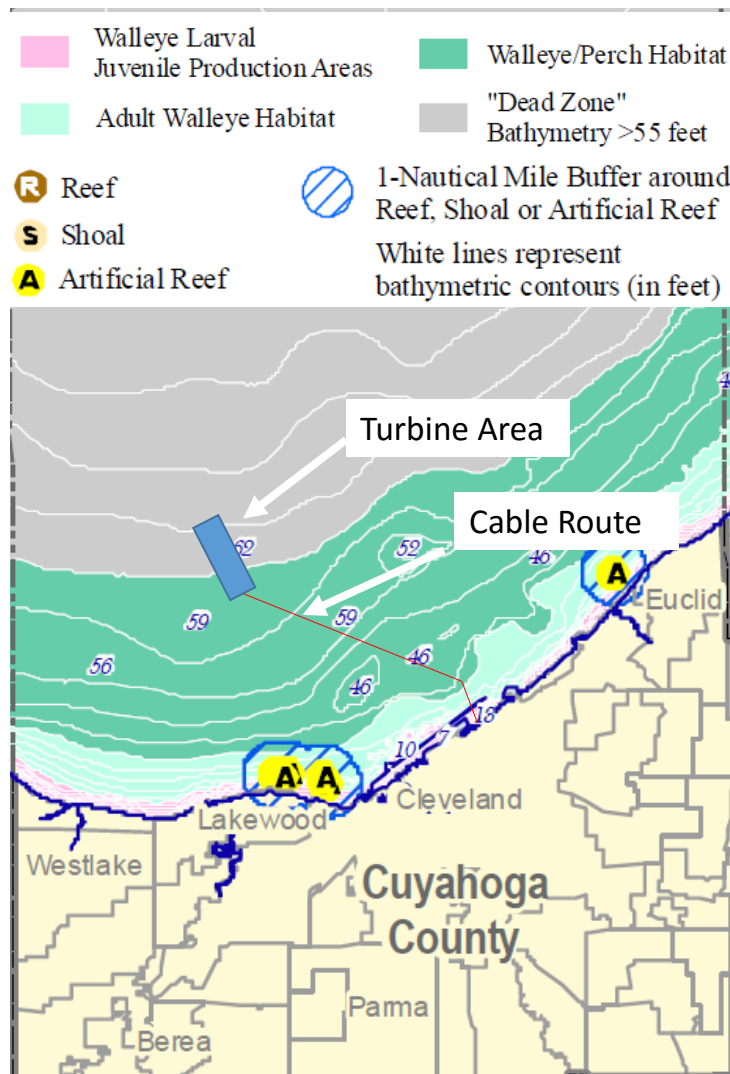 Walleye Larval
Juvenile Production Areas
Walleye/Perch Habitat
Adult Walleye Habitat
"Dead Zone"
Bathymetry >55 feet
R Reef
S Shoal
A Artificial Reef
1-Nautical Mile Buffer around
Reef, Shoal or Artificial Reef
White lines represent
bathymetric contours (in feet)
Turbine Area
Cable Route
62
52
46
A
Euclid
59
59
56
46
46
18
7
10
A
A
Cleveland
Lakewood
Westlake
Cuyahoga
County
Parma
Berea